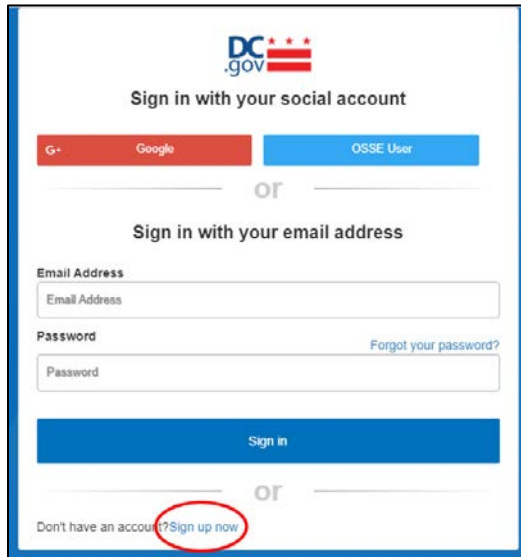 DC
.gov
Sign in with your social account
G+ Google OSSE User
or
Sign in with your email address
Email Address
Email Address
Password Forgot your password?
Password
Sign in
or
Don't have an account?Sign up now